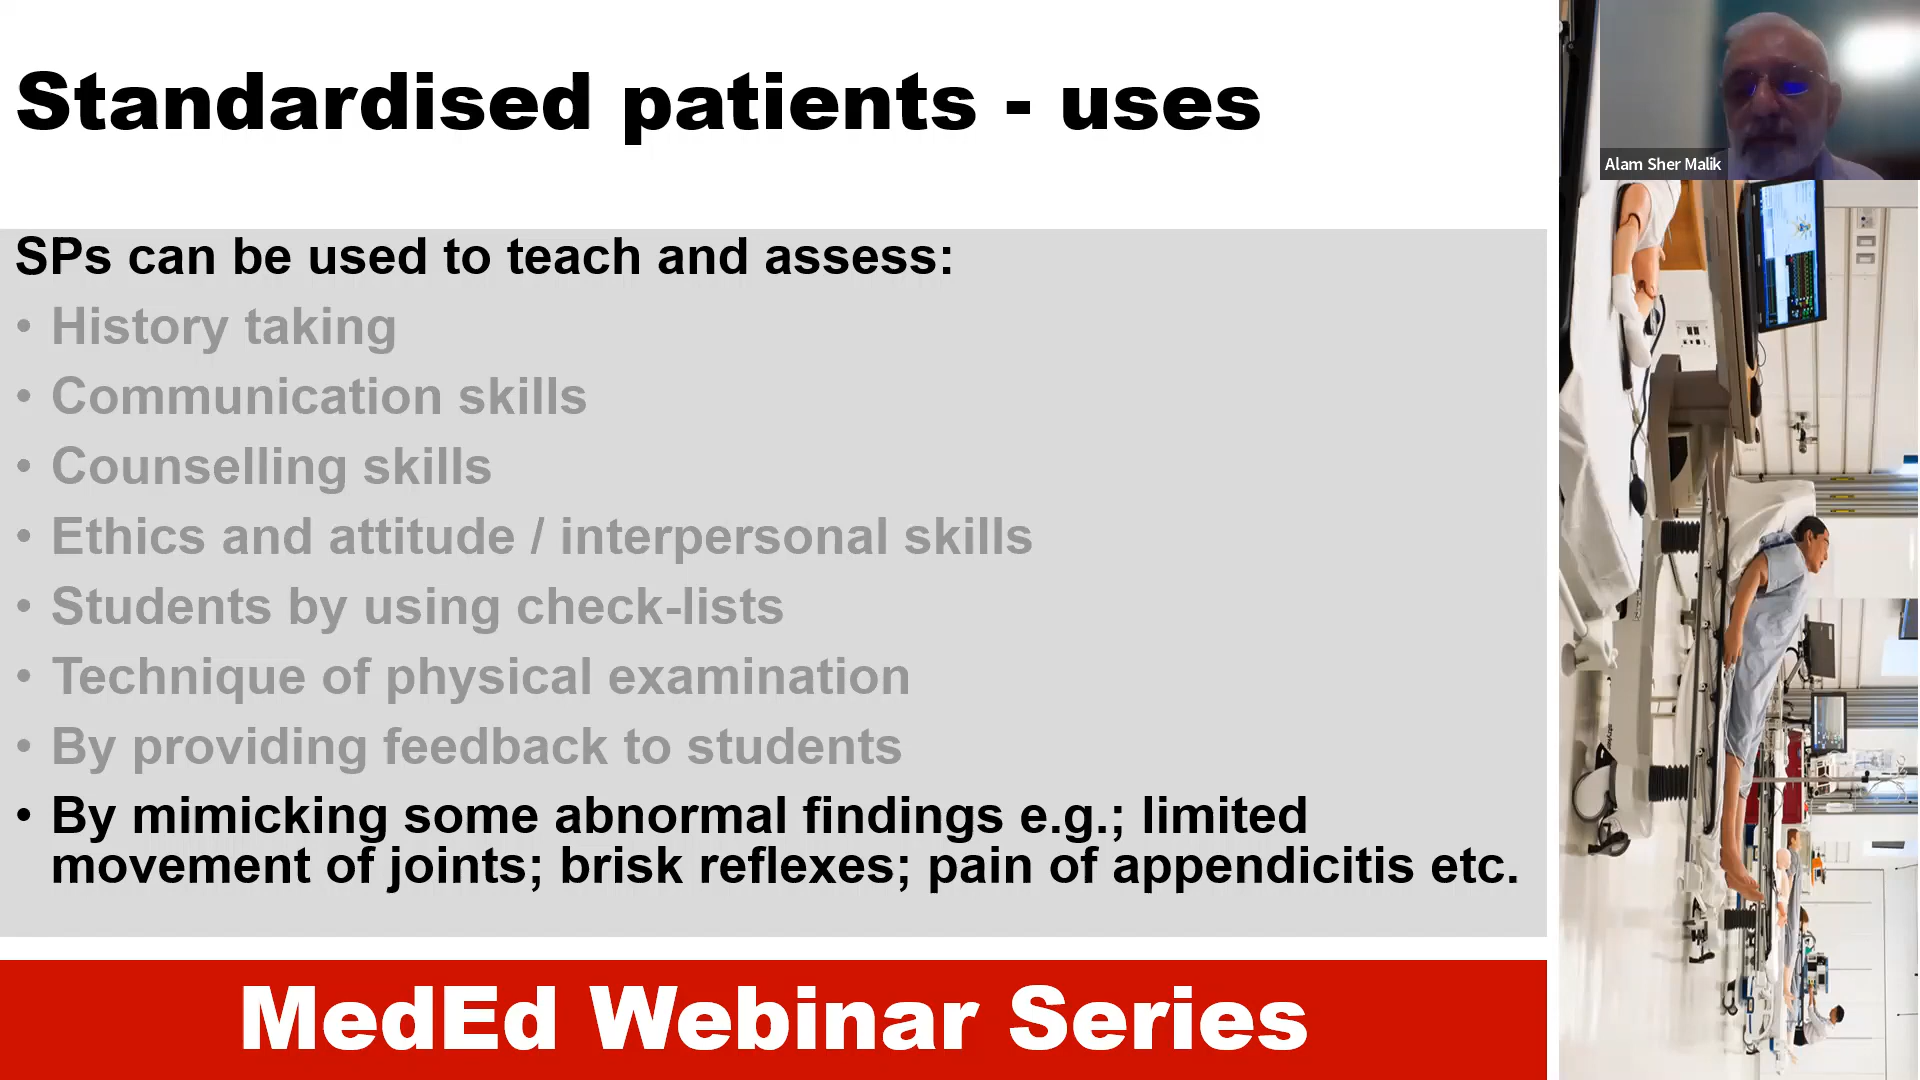 Standardised patients - uses
Alam Sher Malik
SPs can be used to teach and assess:
• History taking
• Communication skills
• Counselling skills
• Ethics and attitude / interpersonal skills
• Students by using check-lists
• Technique of physical examination
• By providing feedback to students
• By mimicking some abnormal findings e.g.; limited
movement of joints; brisk reflexes; pain of appendicitis etc.
MedEd Webinar Series